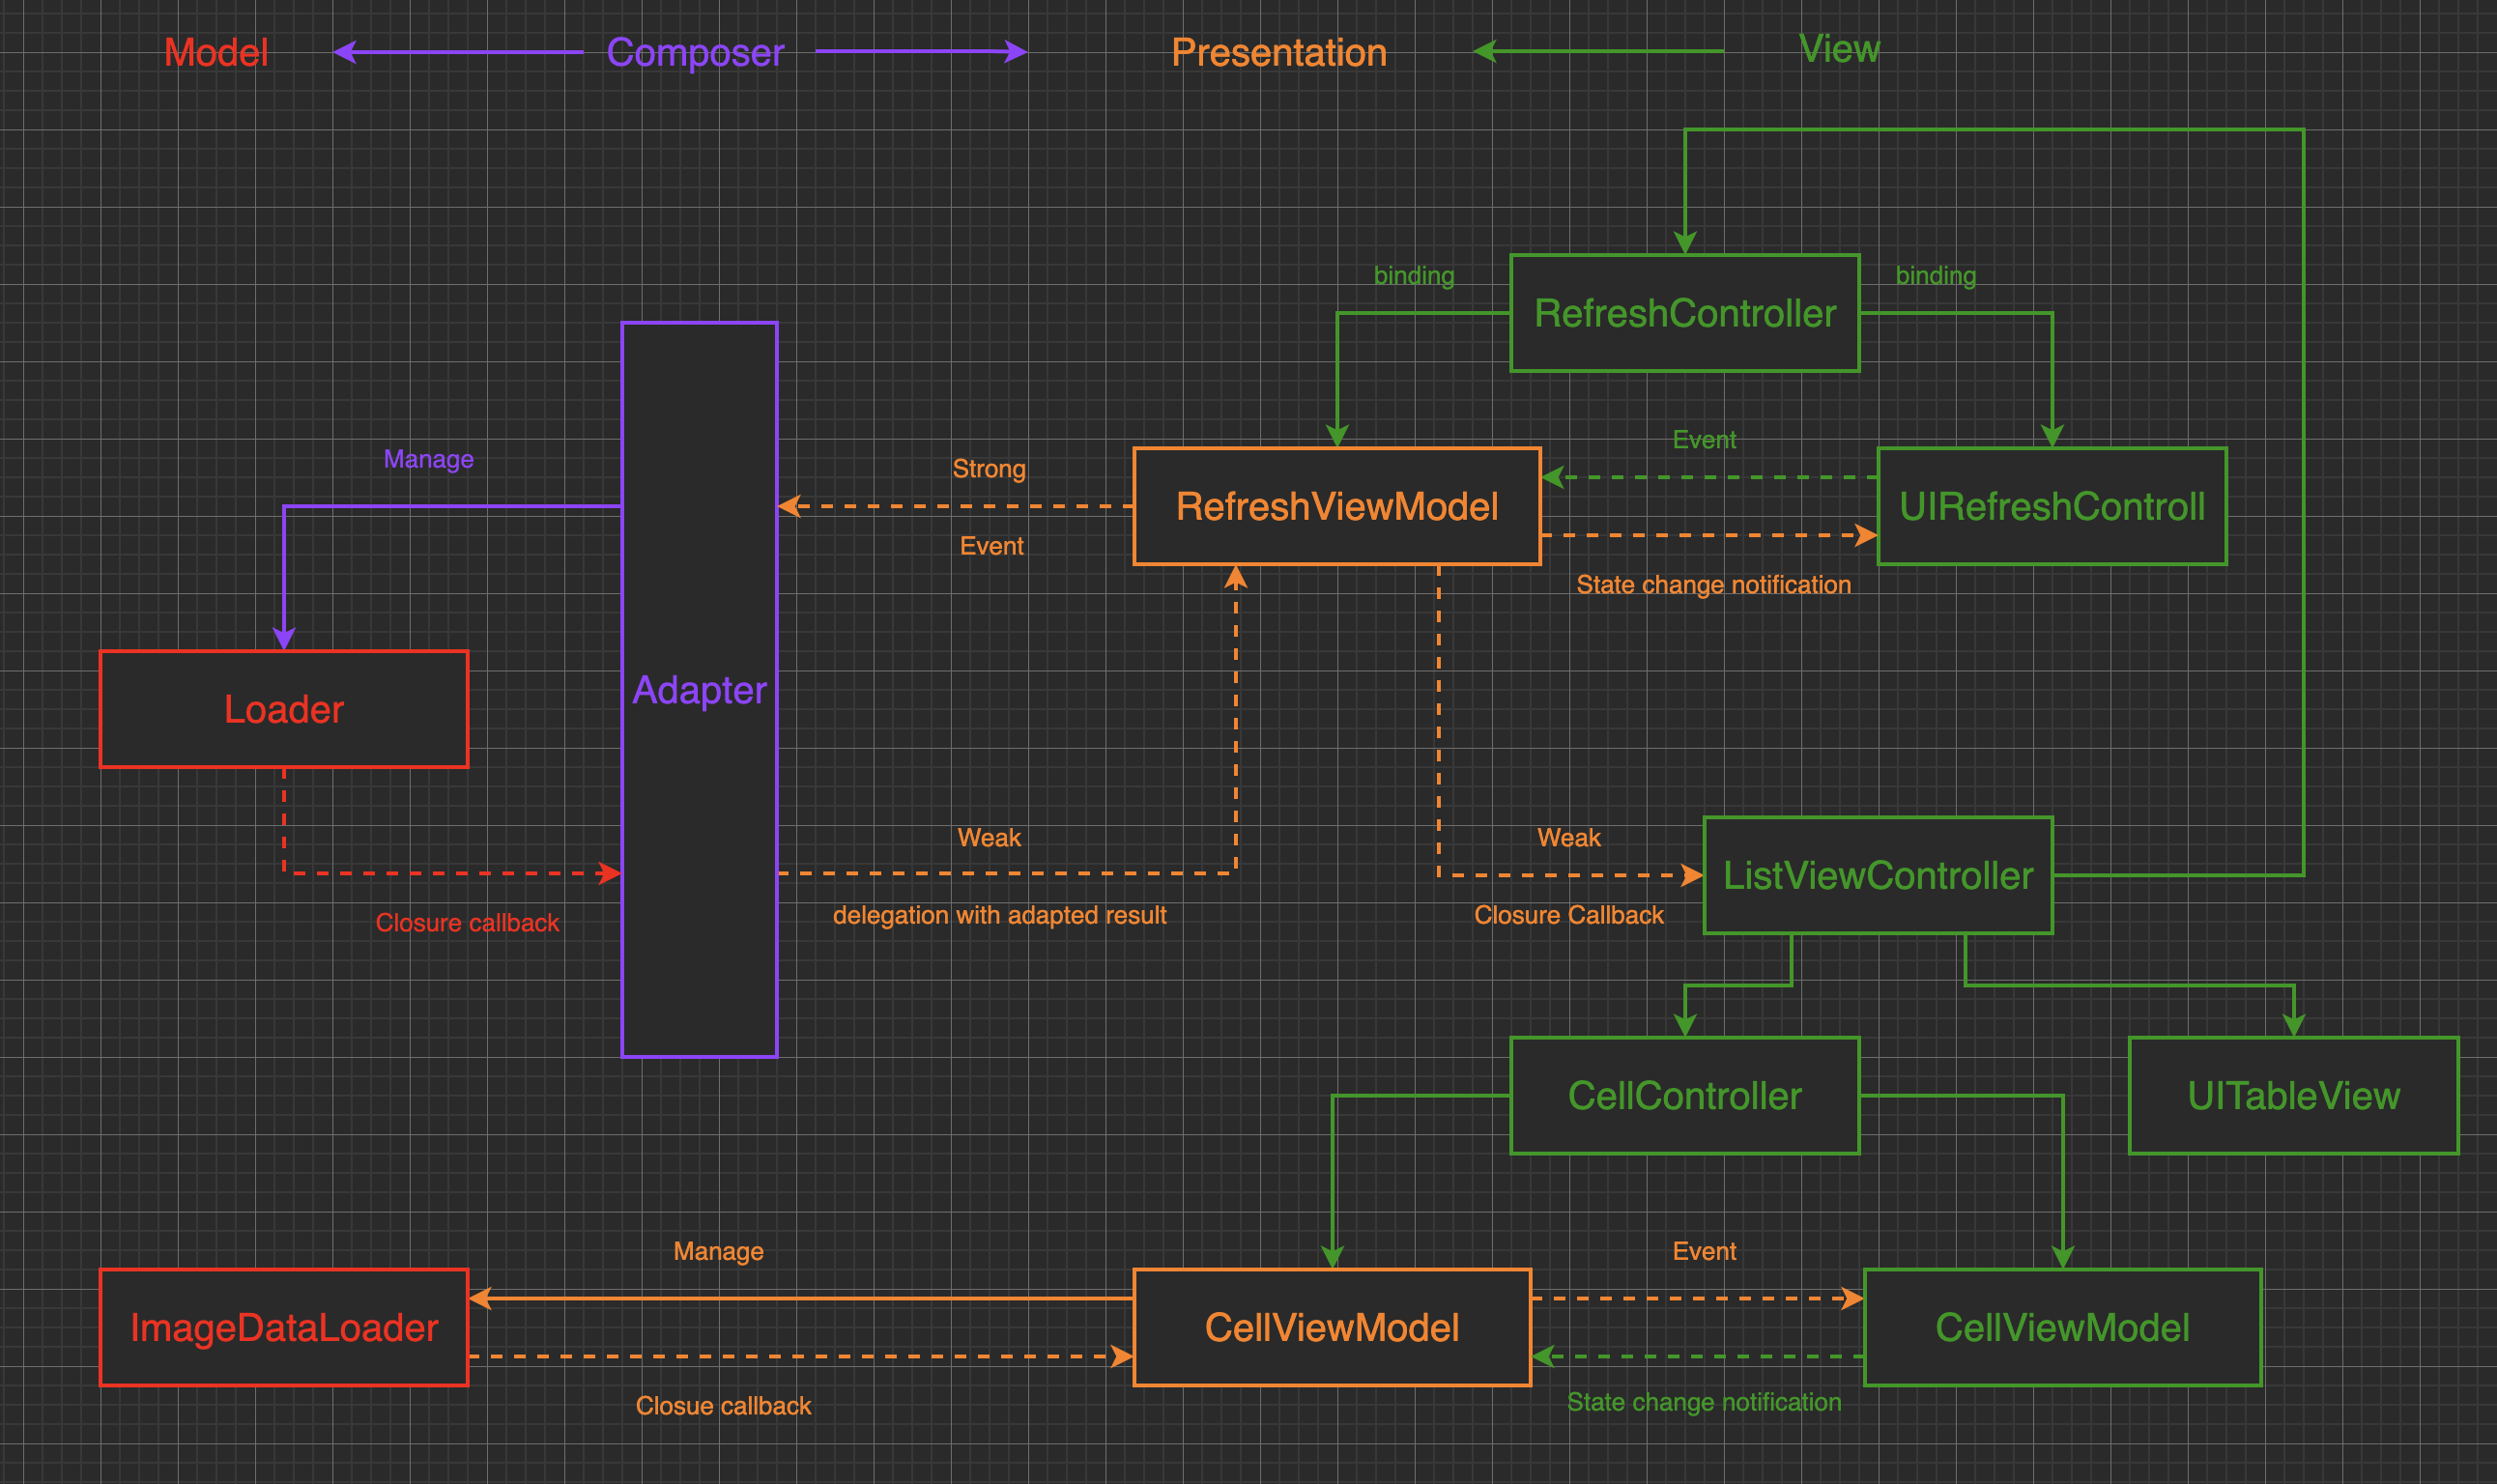 Model
Composer
Presentation
View
binding
RefreshController
binding
Manage
Strong
Event
RefreshViewModel
Event
UIRefreshControll
State change notification
Loader
Adapter
Closure callback
Weak
delegation with adapted result
Weak
Closure Callback
ListViewController
CellController
UITableView
Manage
Event
ImageDataLoader
CellViewModel
CellViewModel
Closue callback
State change notification